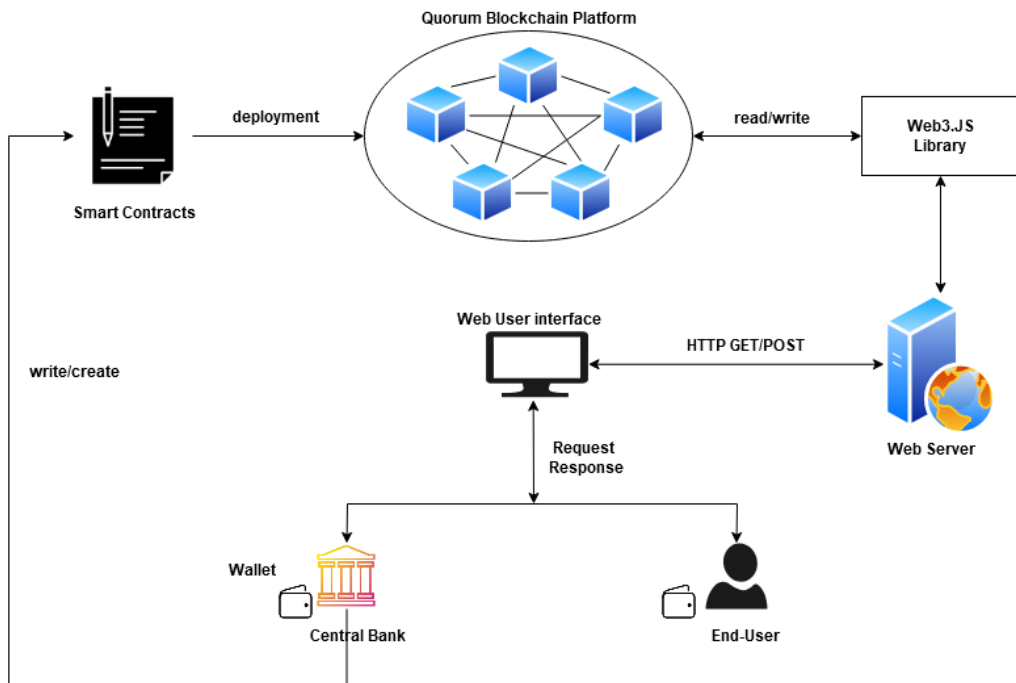 Quorum Blockchain Platform
deployment
read/write
Web3.JS
Library
Smart Contracts
Web User interface
HTTP GET/POST
write/create
Request
Response
Web Server
Wallet
Central Bank
End-User